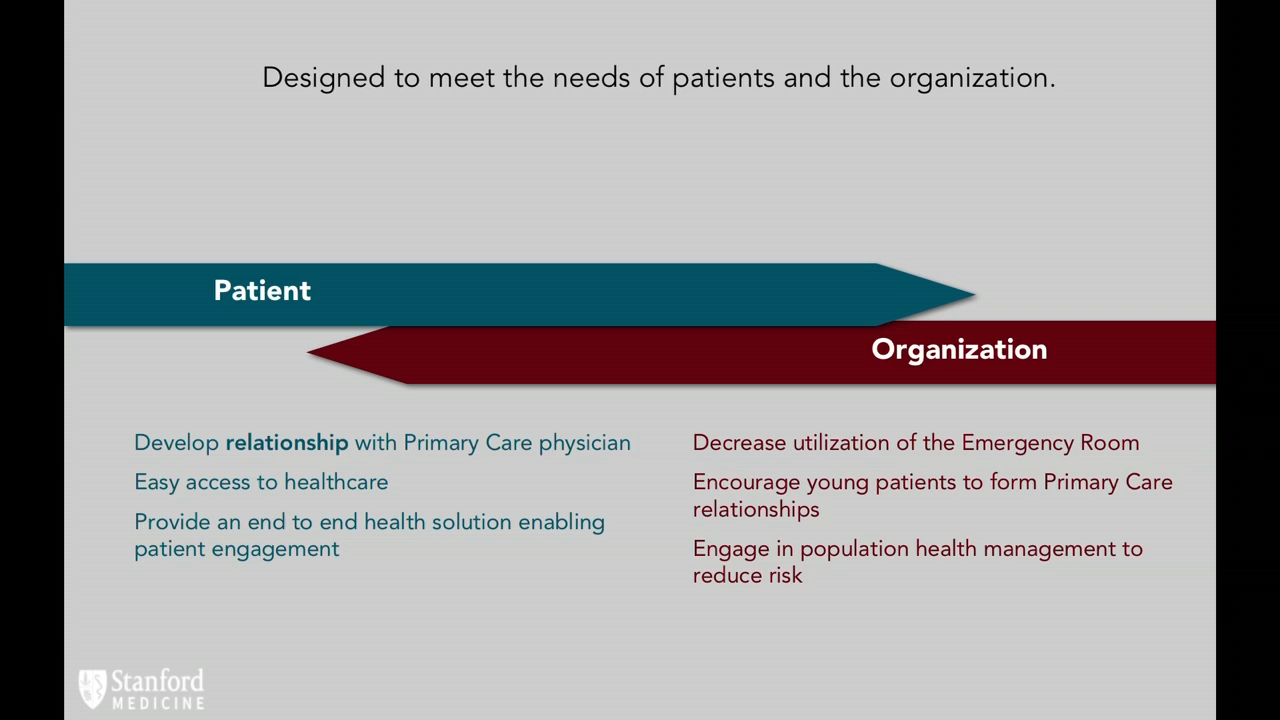 Designed to meet the needs of patients and the organization.
Patient
Organization
Develop relationship with Primary Care physician
Easy access to healthcare
Provide an end to end health solution enabling
patient engagement
Decrease utilization of the Emergency Room
Encourage young patients to form Primary Care
relationships
Engage in population health management to
reduce risk
Stanford
MEDICINE